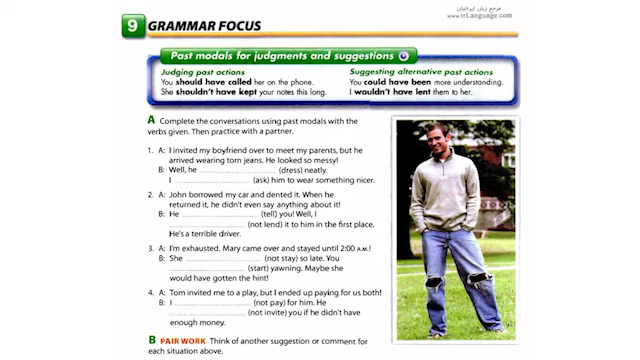 مرجع زبان ایرانیان
www.irLanguage.com
9 GRAMMAR FOCUS
Past modals for judgments and suggestions
Judging past actions
You should have called her on the phone.
She shouldn't have kept your notes this long.
Suggesting alternative past actions
You could have been more understanding.
I wouldn't have lent them to her.
A Complete the conversations using past modals with the
verbs given. Then practice with a partner.
1. A: I invited my boyfriend over to meet my parents, but he
arrived wearing torn jeans. He looked so messy!
B: Well, he ............ (dress) neatly.
I ............ (ask) him to wear something nicer.
2. A: John borrowed my car and dented it. When he
returned it, he didn't even say anything about it!
B: He ............ (tell) you! Well, I
............ (not lend) it to him in the first place.
He's a terrible driver.
3. A: I'm exhausted. Mary came over and stayed until 2:00 A.M.!
B: She ............ (not stay) so late. You
............ (start) yawning. Maybe she
would have gotten the hint!
4. A: Tom invited me to a play, but I ended up paying for us both!
B: I ............ (not pay) for him. He
............ (not invite) you if he didn't have
enough money.
B PAIR WORK Think of another suggestion or comment for
each situation above.